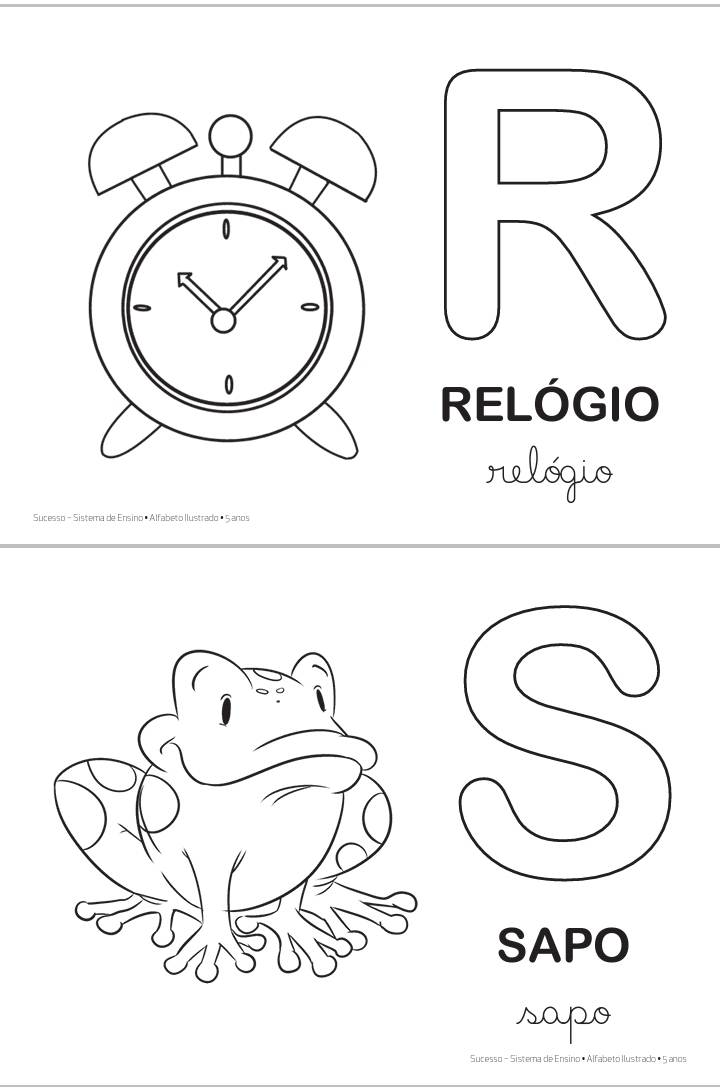 R
RELÓGIO
relógio
Sucesso – Sistema de Ensino • Alfabeto Ilustrado • 5 anos
S
SAPO
sapo
Sucesso – Sistema de Ensino • Alfabeto Ilustrado • 5 anos